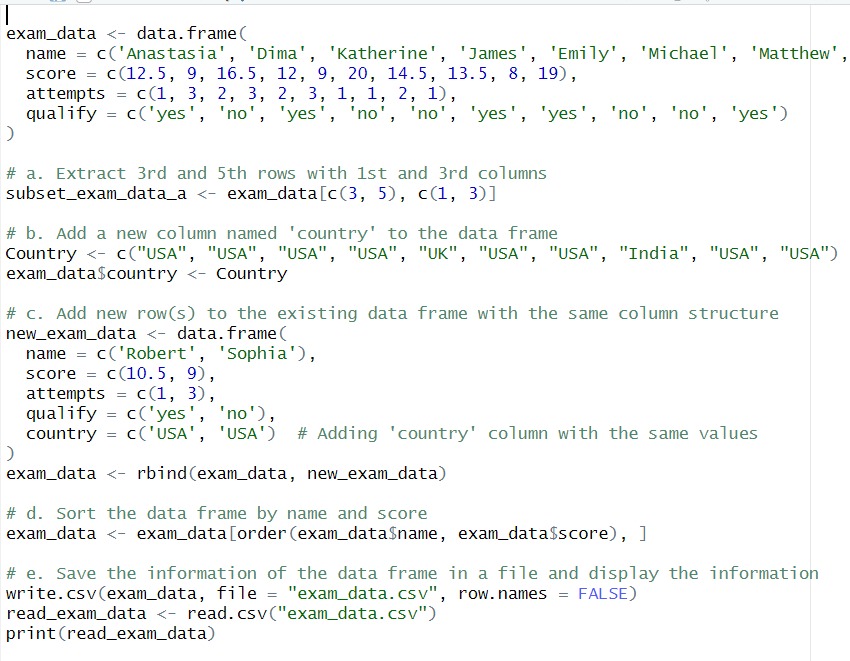 exam_data <- data.frame(
  name = c('Anastasia', 'Dima', 'Katherine', 'James', 'Emily', 'Michael', 'Matthew',
  score = c(12.5, 9, 16.5, 12, 9, 20, 14.5, 13.5, 8, 19),
  attempts = c(1, 3, 2, 3, 2, 3, 1, 1, 2, 1),
  qualify = c('yes', 'no', 'yes', 'no', 'no', 'yes', 'yes', 'no', 'no', 'yes')
)
# a. Extract 3rd and 5th rows with 1st and 3rd columns
subset_exam_data_a <- exam_data[c(3, 5), c(1, 3)]
# b. Add a new column named 'country' to the data frame
Country <- c("USA", "USA", "USA", "USA", "UK", "USA", "USA", "India", "USA", "USA")
exam_data$country <- Country
# c. Add new row(s) to the existing data frame with the same column structure
new_exam_data <- data.frame(
  name = c('Robert', 'Sophia'),
  score = c(10.5, 9),
  attempts = c(1, 3),
  qualify = c('yes', 'no'),
  country = c('USA', 'USA')  # Adding 'country' column with the same values
)
exam_data <- rbind(exam_data, new_exam_data)
# d. Sort the data frame by name and score
exam_data <- exam_data[order(exam_data$name, exam_data$score), ]
# e. Save the information of the data frame in a file and display the information
write.csv(exam_data, file = "exam_data.csv", row.names = FALSE)
read_exam_data <- read.csv("exam_data.csv")
print(read_exam_data)